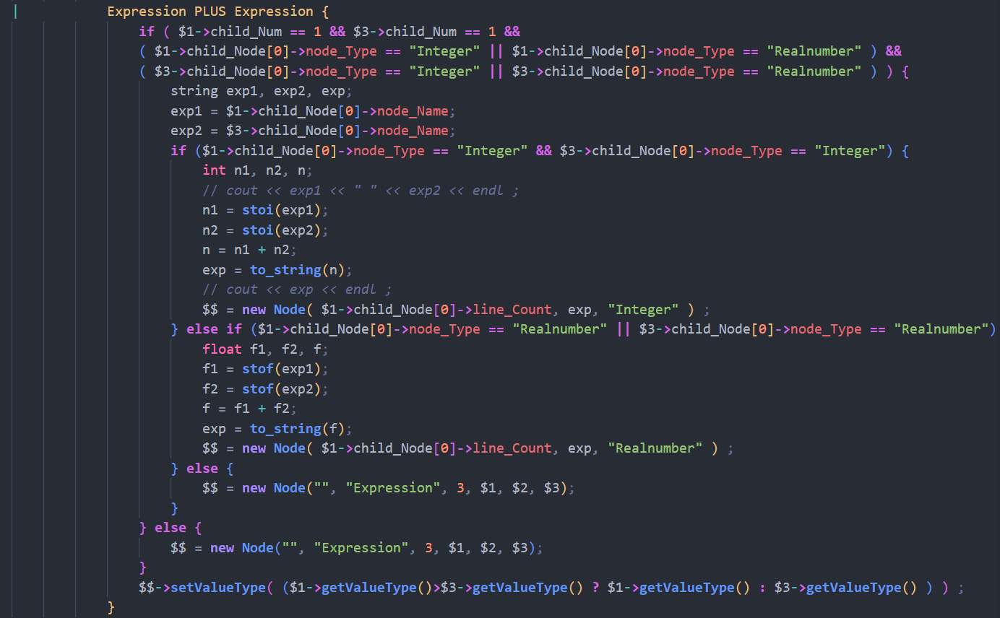 | Expression PLUS Expression {
if ( $1->child_Num == 1 && $3->child_Num == 1 &&
( $1->child_Node[0]->node_Type == "Integer" || $1->child_Node[0]->node_Type == "Realnumber" ) &&
( $3->child_Node[0]->node_Type == "Integer" || $3->child_Node[0]->node_Type == "Realnumber" ) ) {
string exp1, exp2, exp;
exp1 = $1->child_Node[0]->node_Name;
exp2 = $3->child_Node[0]->node_Name;
if ($1->child_Node[0]->node_Type == "Integer" && $3->child_Node[0]->node_Type == "Integer") {
int n1, n2, n;
// cout << exp1 << " " << exp2 << endl ;
n1 = stoi(exp1);
n2 = stoi(exp2);
n = n1 + n2;
exp = to_string(n);
// cout << exp << endl ;
$$ = new Node( $1->child_Node[0]->line_Count, exp, "Integer" ) ;
} else if ($1->child_Node[0]->node_Type == "Realnumber" || $3->child_Node[0]->node_Type == "Realnumber")
float f1, f2, f;
f1 = stof(exp1);
f2 = stof(exp2);
f = f1 + f2;
exp = to_string(f);
$$ = new Node( $1->child_Node[0]->line_Count, exp, "Realnumber" ) ;
} else {
$$ = new Node("", "Expression", 3, $1, $2, $3);
}
} else {
$$ = new Node("", "Expression", 3, $1, $2, $3);
}
$$->setValueType( ($1->getValueType()>$3->getValueType() ? $1->getValueType() : $3->getValueType() ) ) ;
}